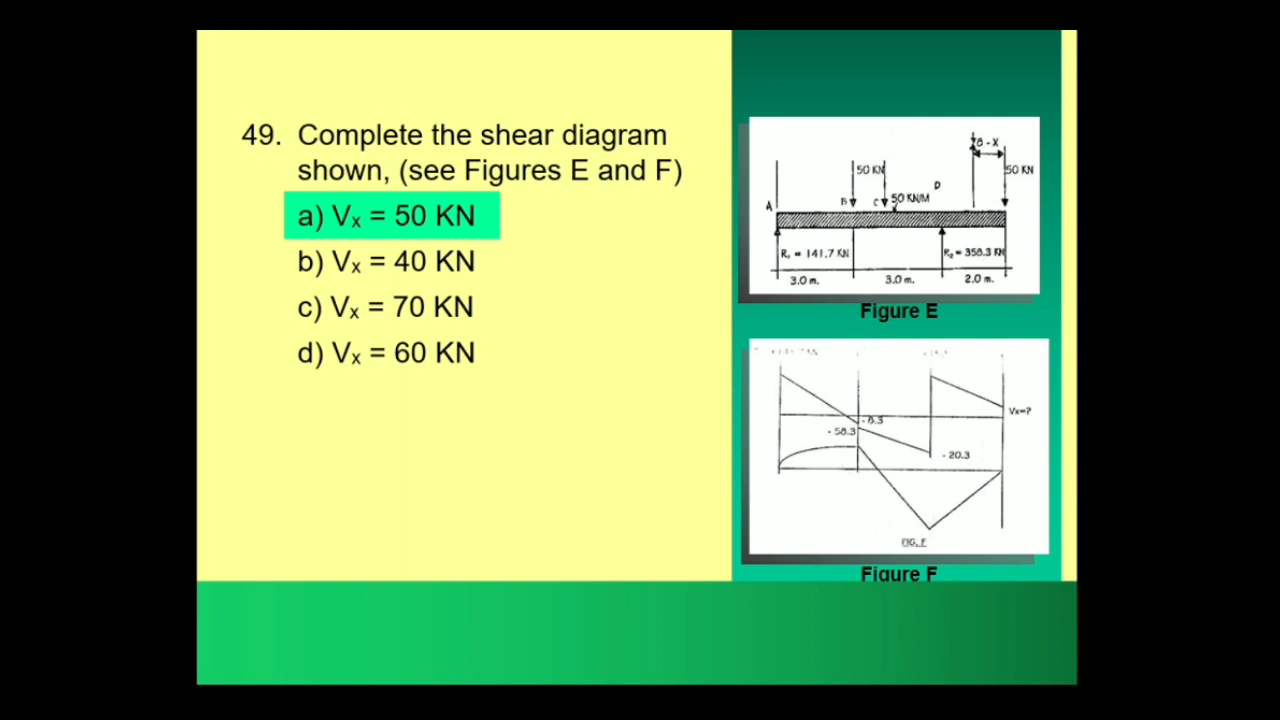 49. Complete the shear diagram
shown, (see Figures E and F)
a) Vₓ = 50 KN
b) Vₓ = 40 KN
c) Vₓ = 70 KN
d) Vₓ = 60 KN
8 - X
50 KN
50 KN
A
B
C
50 KN/M
D
R₁ = 141.7 KN
R₂ = 358.3 KN
3.0 m.
3.0 m.
2.0 m.
Figure E
Vx=?
- 8.3
- 58.3
- 20.3
FIG. F
Figure F